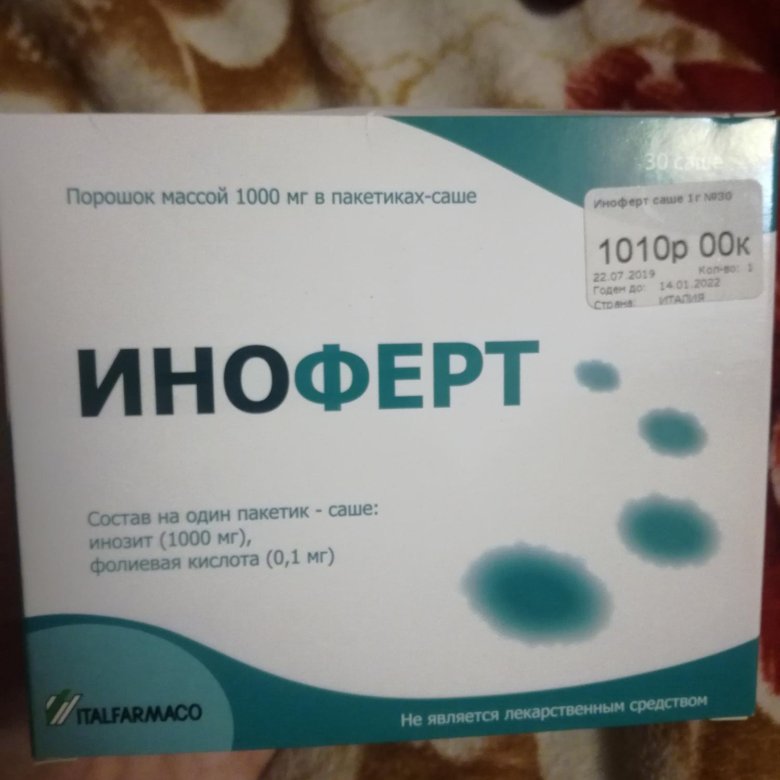 30 саше
Порошок массой 1000 мг в пакетиках-саше
Иноферт саше 1г №30
1010р 00к
22.07.2019 Кол-во: 1
Годен до: 14.01.2022
Страна: ИТАЛИЯ
ИНОФЕРТ
Состав на один пакетик - саше:
инозит (1000 мг),
фолиевая кислота (0,1 мг)
ITALFARMACO
Не является лекарственным средством